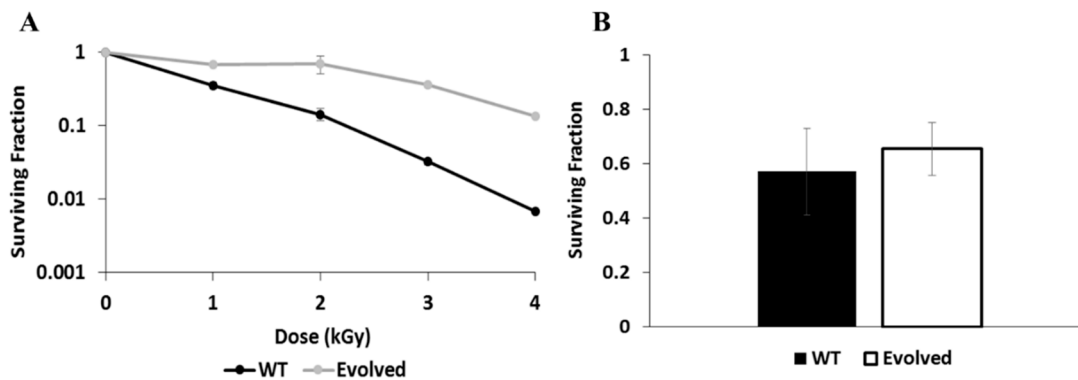 A
Surviving Fraction
1
0.1
0.01
0.001
0 1 2 3 4
Dose (kGy)
WT Evolved
B
Surviving Fraction
1
0.8
0.6
0.4
0.2
0
WT Evolved